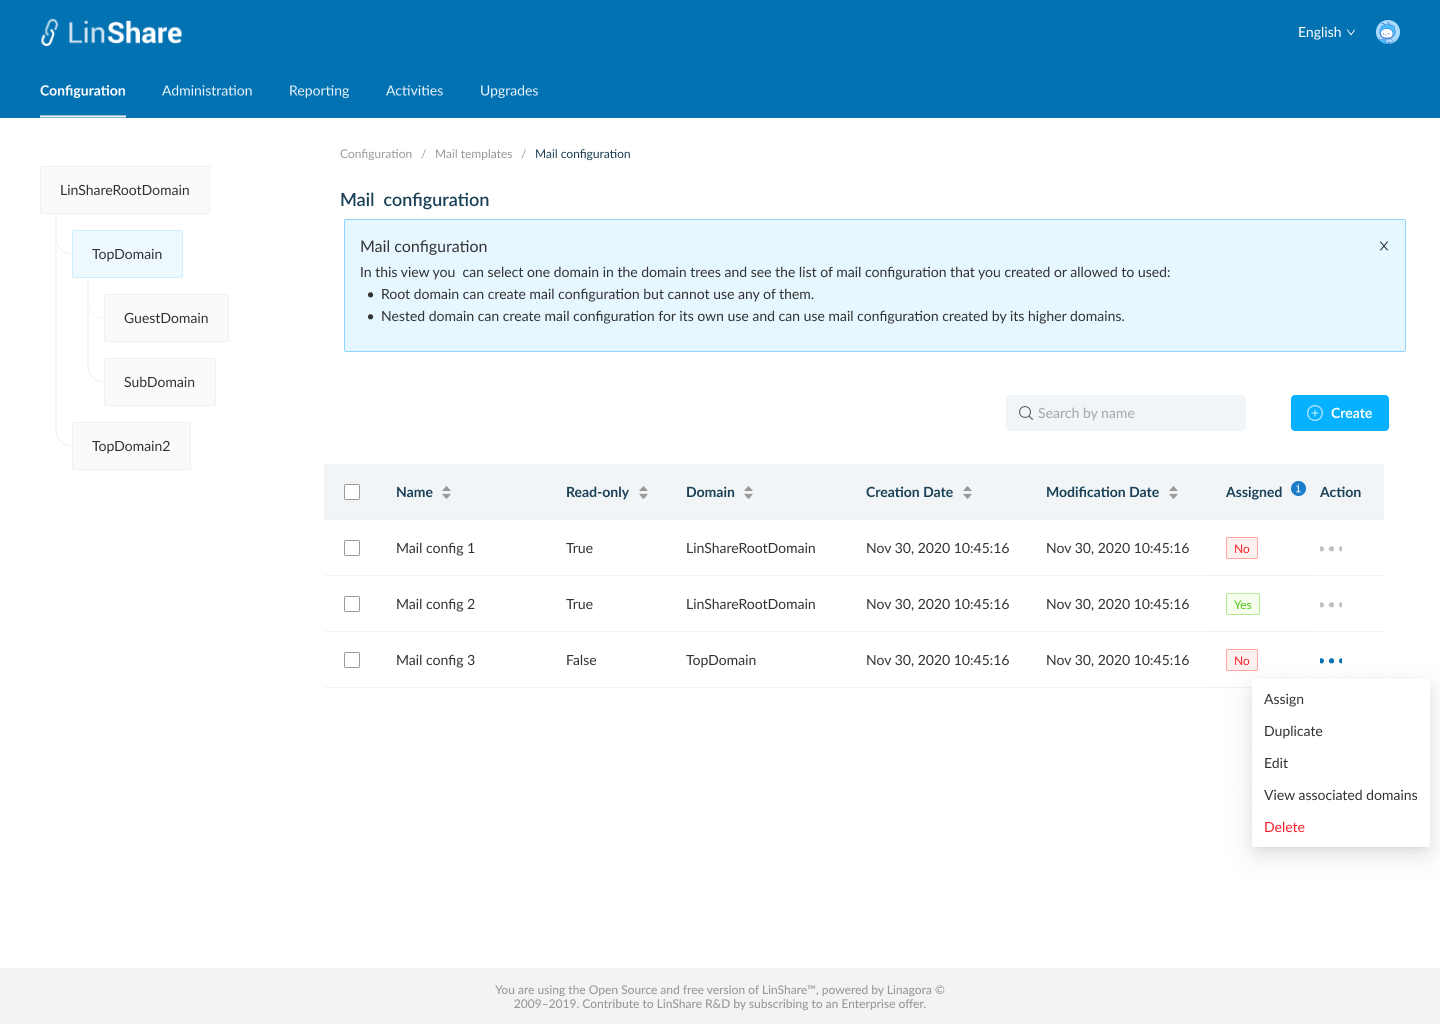 LinShare
English
Configuration Administration Reporting Activities Upgrades
Configuration / Mail templates / Mail configuration
LinShareRootDomain
TopDomain
GuestDomain
SubDomain
TopDomain2
Mail configuration
Mail configuration
In this view you can select one domain in the domain trees and see the list of mail configuration that you created or allowed to used:
• Root domain can create mail configuration but cannot use any of them.
• Nested domain can create mail configuration for its own use and can use mail configuration created by its higher domains.
Search by name
Create
Name Read-only Domain Creation Date Modification Date Assigned Action
Mail config 1 True LinShareRootDomain Nov 30, 2020 10:45:16 Nov 30, 2020 10:45:16 No
Mail config 2 True LinShareRootDomain Nov 30, 2020 10:45:16 Nov 30, 2020 10:45:16 Yes
Mail config 3 False TopDomain Nov 30, 2020 10:45:16 Nov 30, 2020 10:45:16 No
Assign
Duplicate
Edit
View associated domains
Delete
You are using the Open Source and free version of LinShare™, powered by Linagora ©
2009–2019. Contribute to LinShare R&D by subscribing to an Enterprise offer.